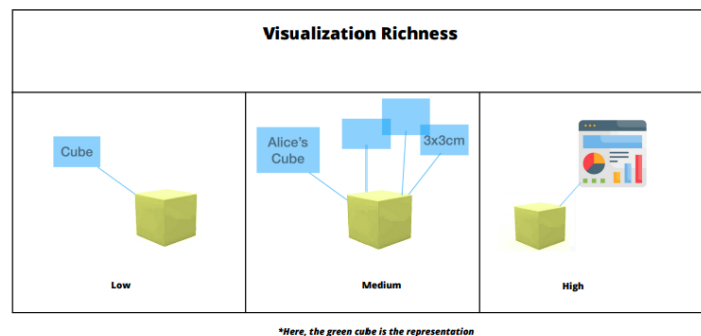 Visualization Richness
Cube
Alice's
Cube
3x3cm
Low
Medium
High
*Here, the green cube is the representation